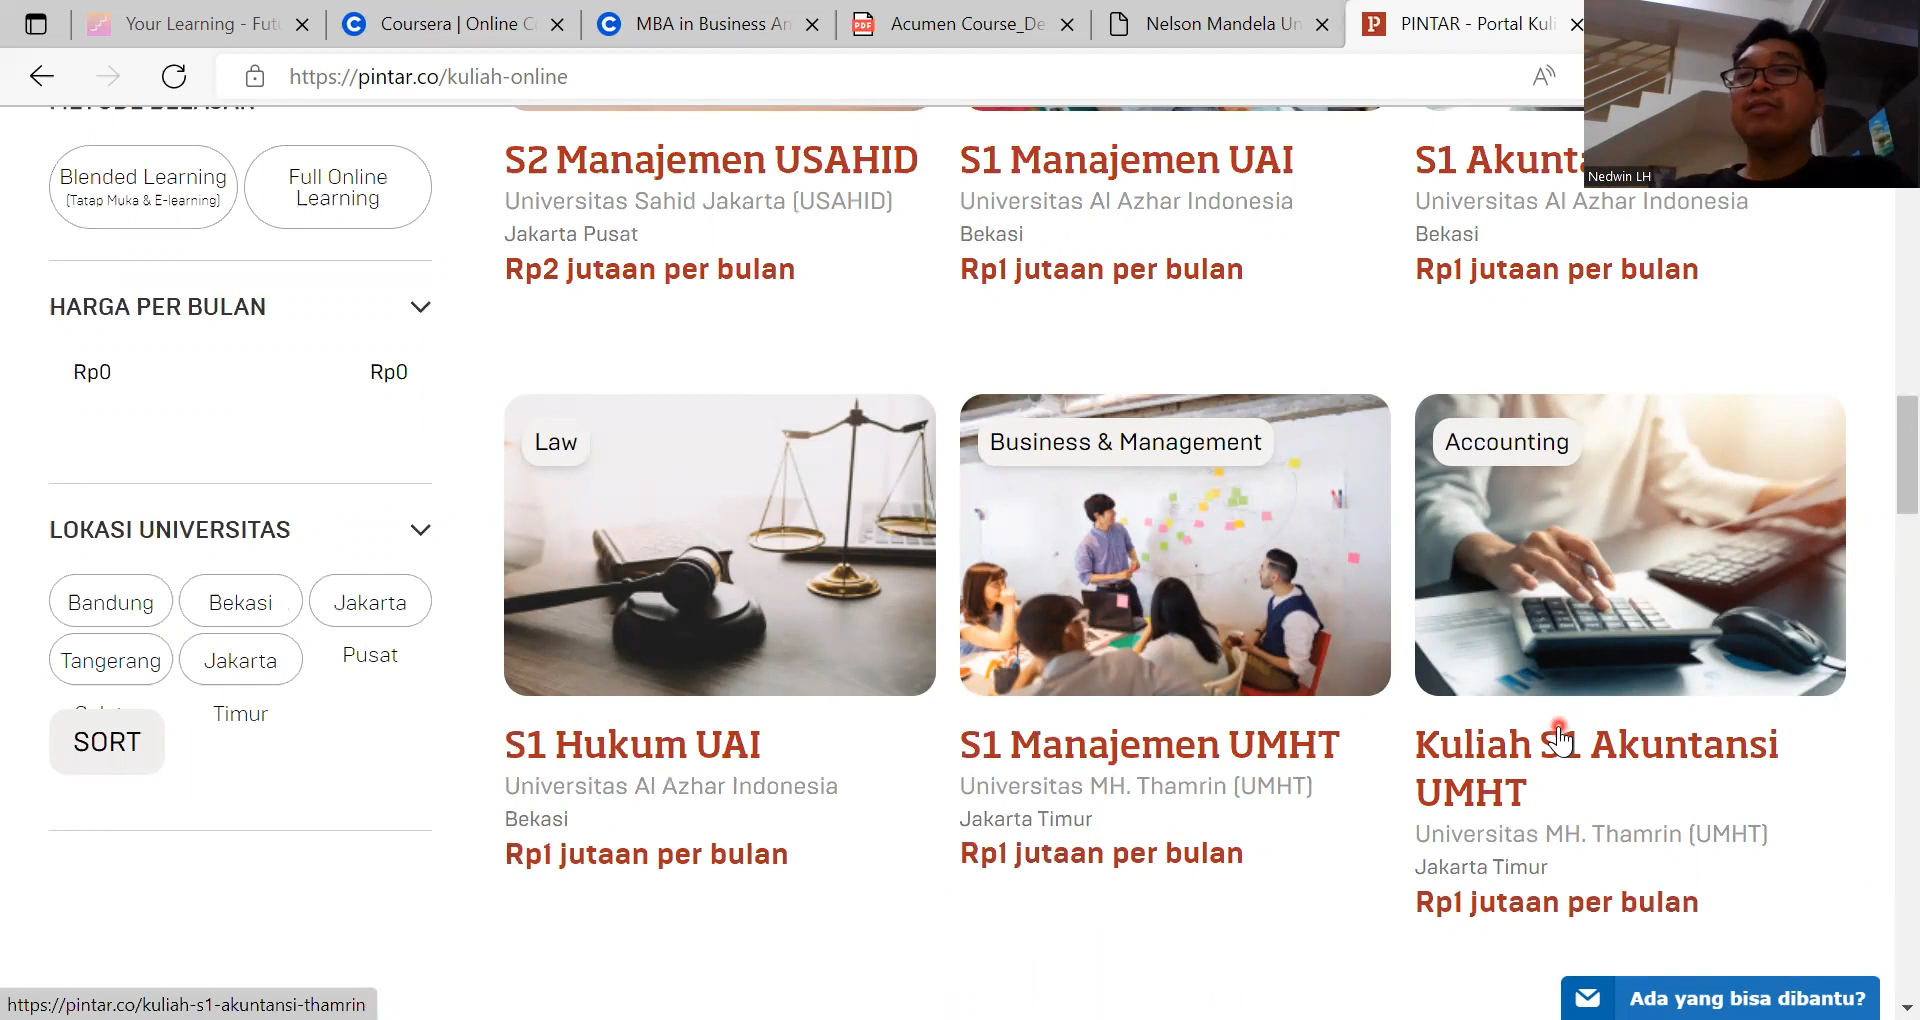 Your Learning - Fut
Coursera | Online C
MBA in Business An
PDF
Acumen Course_De
Nelson Mandela Un
P
PINTAR - Portal Kuli
https://pintar.co/kuliah-online
Nedwin LH
METODE BELAJAR
Blended Learning
(Tatap Muka & E-learning)
Full Online
Learning
HARGA PER BULAN
Rp0
Rp0
LOKASI UNIVERSITAS
Bandung
Bekasi
Jakarta
Pusat
Tangerang
Jakarta
Timur
SORT
S2 Manajemen USAHID
Universitas Sahid Jakarta (USAHID)
Jakarta Pusat
Rp2 jutaan per bulan
S1 Manajemen UAI
Universitas Al Azhar Indonesia
Bekasi
Rp1 jutaan per bulan
S1 Akunta
Universitas Al Azhar Indonesia
Bekasi
Rp1 jutaan per bulan
Law
S1 Hukum UAI
Universitas Al Azhar Indonesia
Bekasi
Rp1 jutaan per bulan
Business & Management
S1 Manajemen UMHT
Universitas MH. Thamrin (UMHT)
Jakarta Timur
Rp1 jutaan per bulan
Accounting
Kuliah S1 Akuntansi
UMHT
Universitas MH. Thamrin (UMHT)
Jakarta Timur
Rp1 jutaan per bulan
https://pintar.co/kuliah-s1-akuntansi-thamrin
Ada yang bisa dibantu?